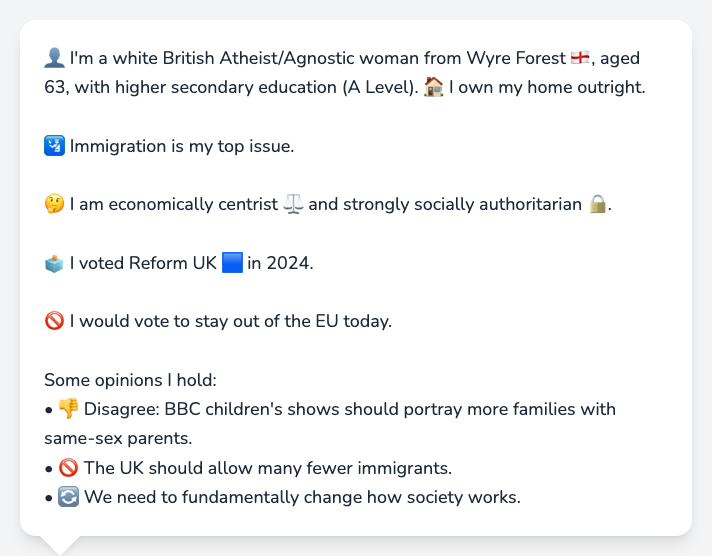 👤 I'm a white British Atheist/Agnostic woman from Wyre Forest 🏴󠁧󠁢󠁥󠁮󠁧󠁿, aged
63, with higher secondary education (A Level). 🏠 I own my home outright.
🛂 Immigration is my top issue.
🤔 I am economically centrist ⚖️ and strongly socially authoritarian 🔒.
🗳️ I voted Reform UK 🟦 in 2024.
🚫 I would vote to stay out of the EU today.
Some opinions I hold:
• 👎 Disagree: BBC children's shows should portray more families with
same-sex parents.
• 🚫 The UK should allow many fewer immigrants.
• 🔄 We need to fundamentally change how society works.